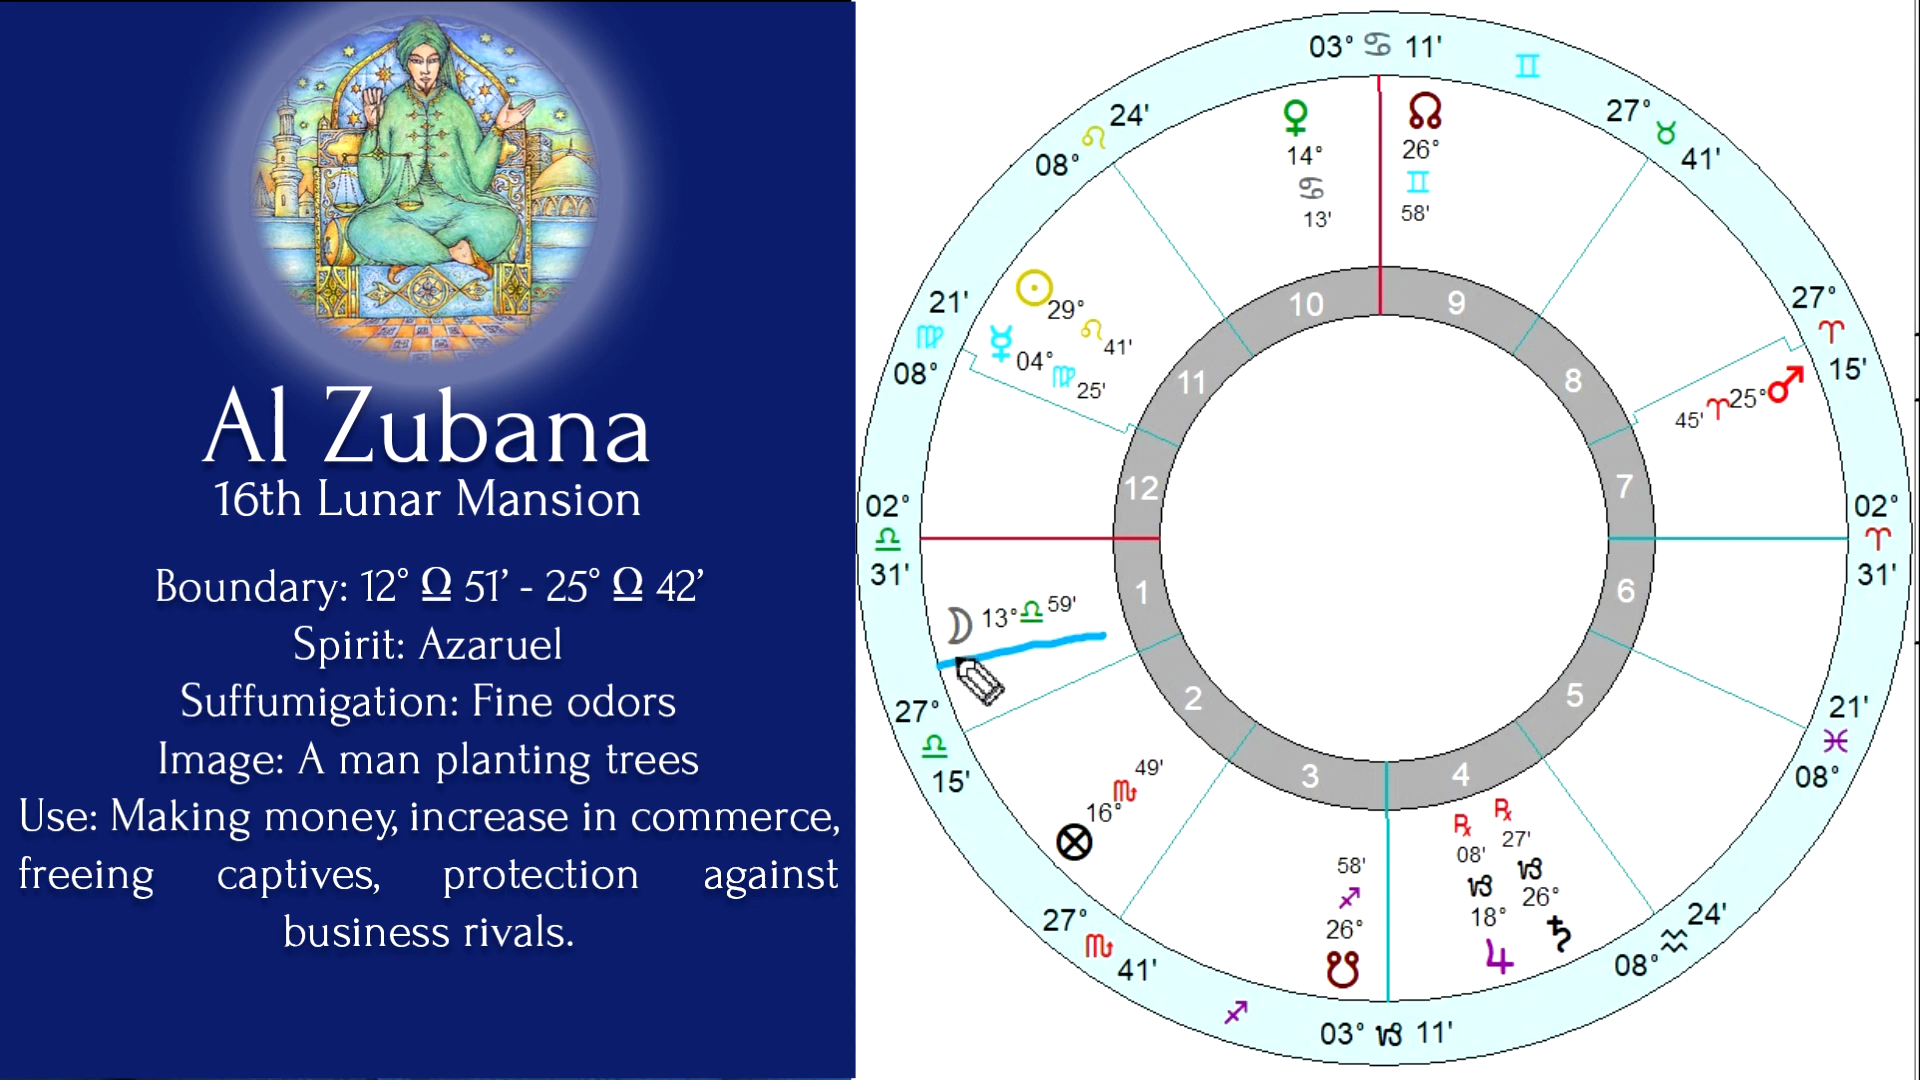 Al Zubana
16th Lunar Mansion
Boundary: 12° Ω 51’ - 25° Ω 42’
Spirit: Azaruel
Suffumigation: Fine odors
Image: A man planting trees
Use: Making money, increase in commerce,
freeing captives, protection against
business rivals.
03° ♋ 11'
♊
27° ♉ 41'
27° ♈ 15'
02° ♈ 31'
21' ♓ 08°
08° ♒ 24'
03° ♑ 11'
♐
27° ♏ 41'
27° ♎ 15'
02° ♎ 31'
21' ♍ 08°
08° ♌ 24'
♀ 14° ♋ 13'
☊ 26° ♊ 58'
☉ 29° ♌ 41'
☿ 04° ♍ 25'
45' ♈ 25° ♂
☽ 13° ♎ 59'
⊗ 16° ♏ 49'
58' ♐ 26° ☋
℞ 08' ♑ 18° ♃
℞ 27' ♑ 26° ♄
10
9
11
8
12
7
1
6
2
5
3
4